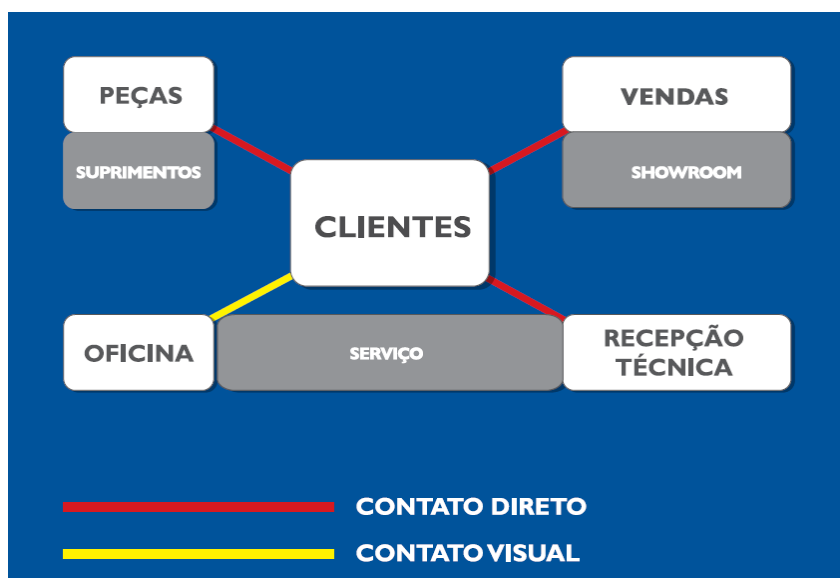 PEÇAS
SUPRIMENTOS
VENDAS
SHOWROOM
CLIENTES
OFICINA
SERVIÇO
RECEPÇÃO
TÉCNICA
CONTATO DIRETO
CONTATO VISUAL